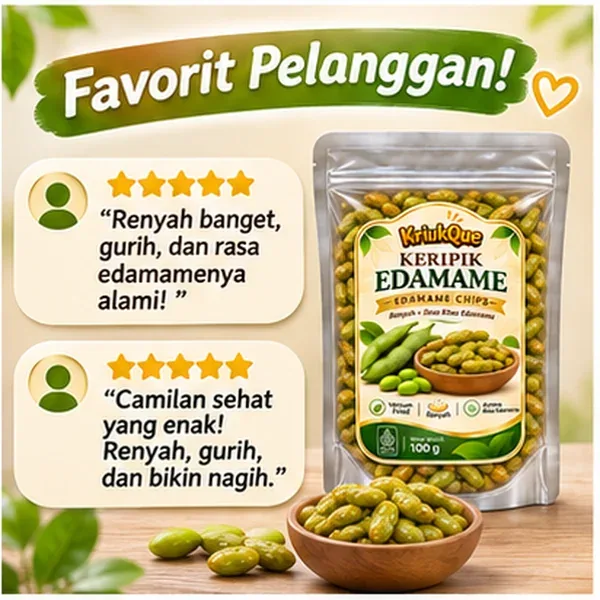 Favorit Pelanggan!
“Renyah banget,
gurih, dan rasa
edamamenya
alami! ”
“Camilan sehat
yang enak!
Renyah, gurih,
dan bikin nagih.”
KriukQue
KERIPIK
EDAMAME
EDAMAME CHIPS
100 g